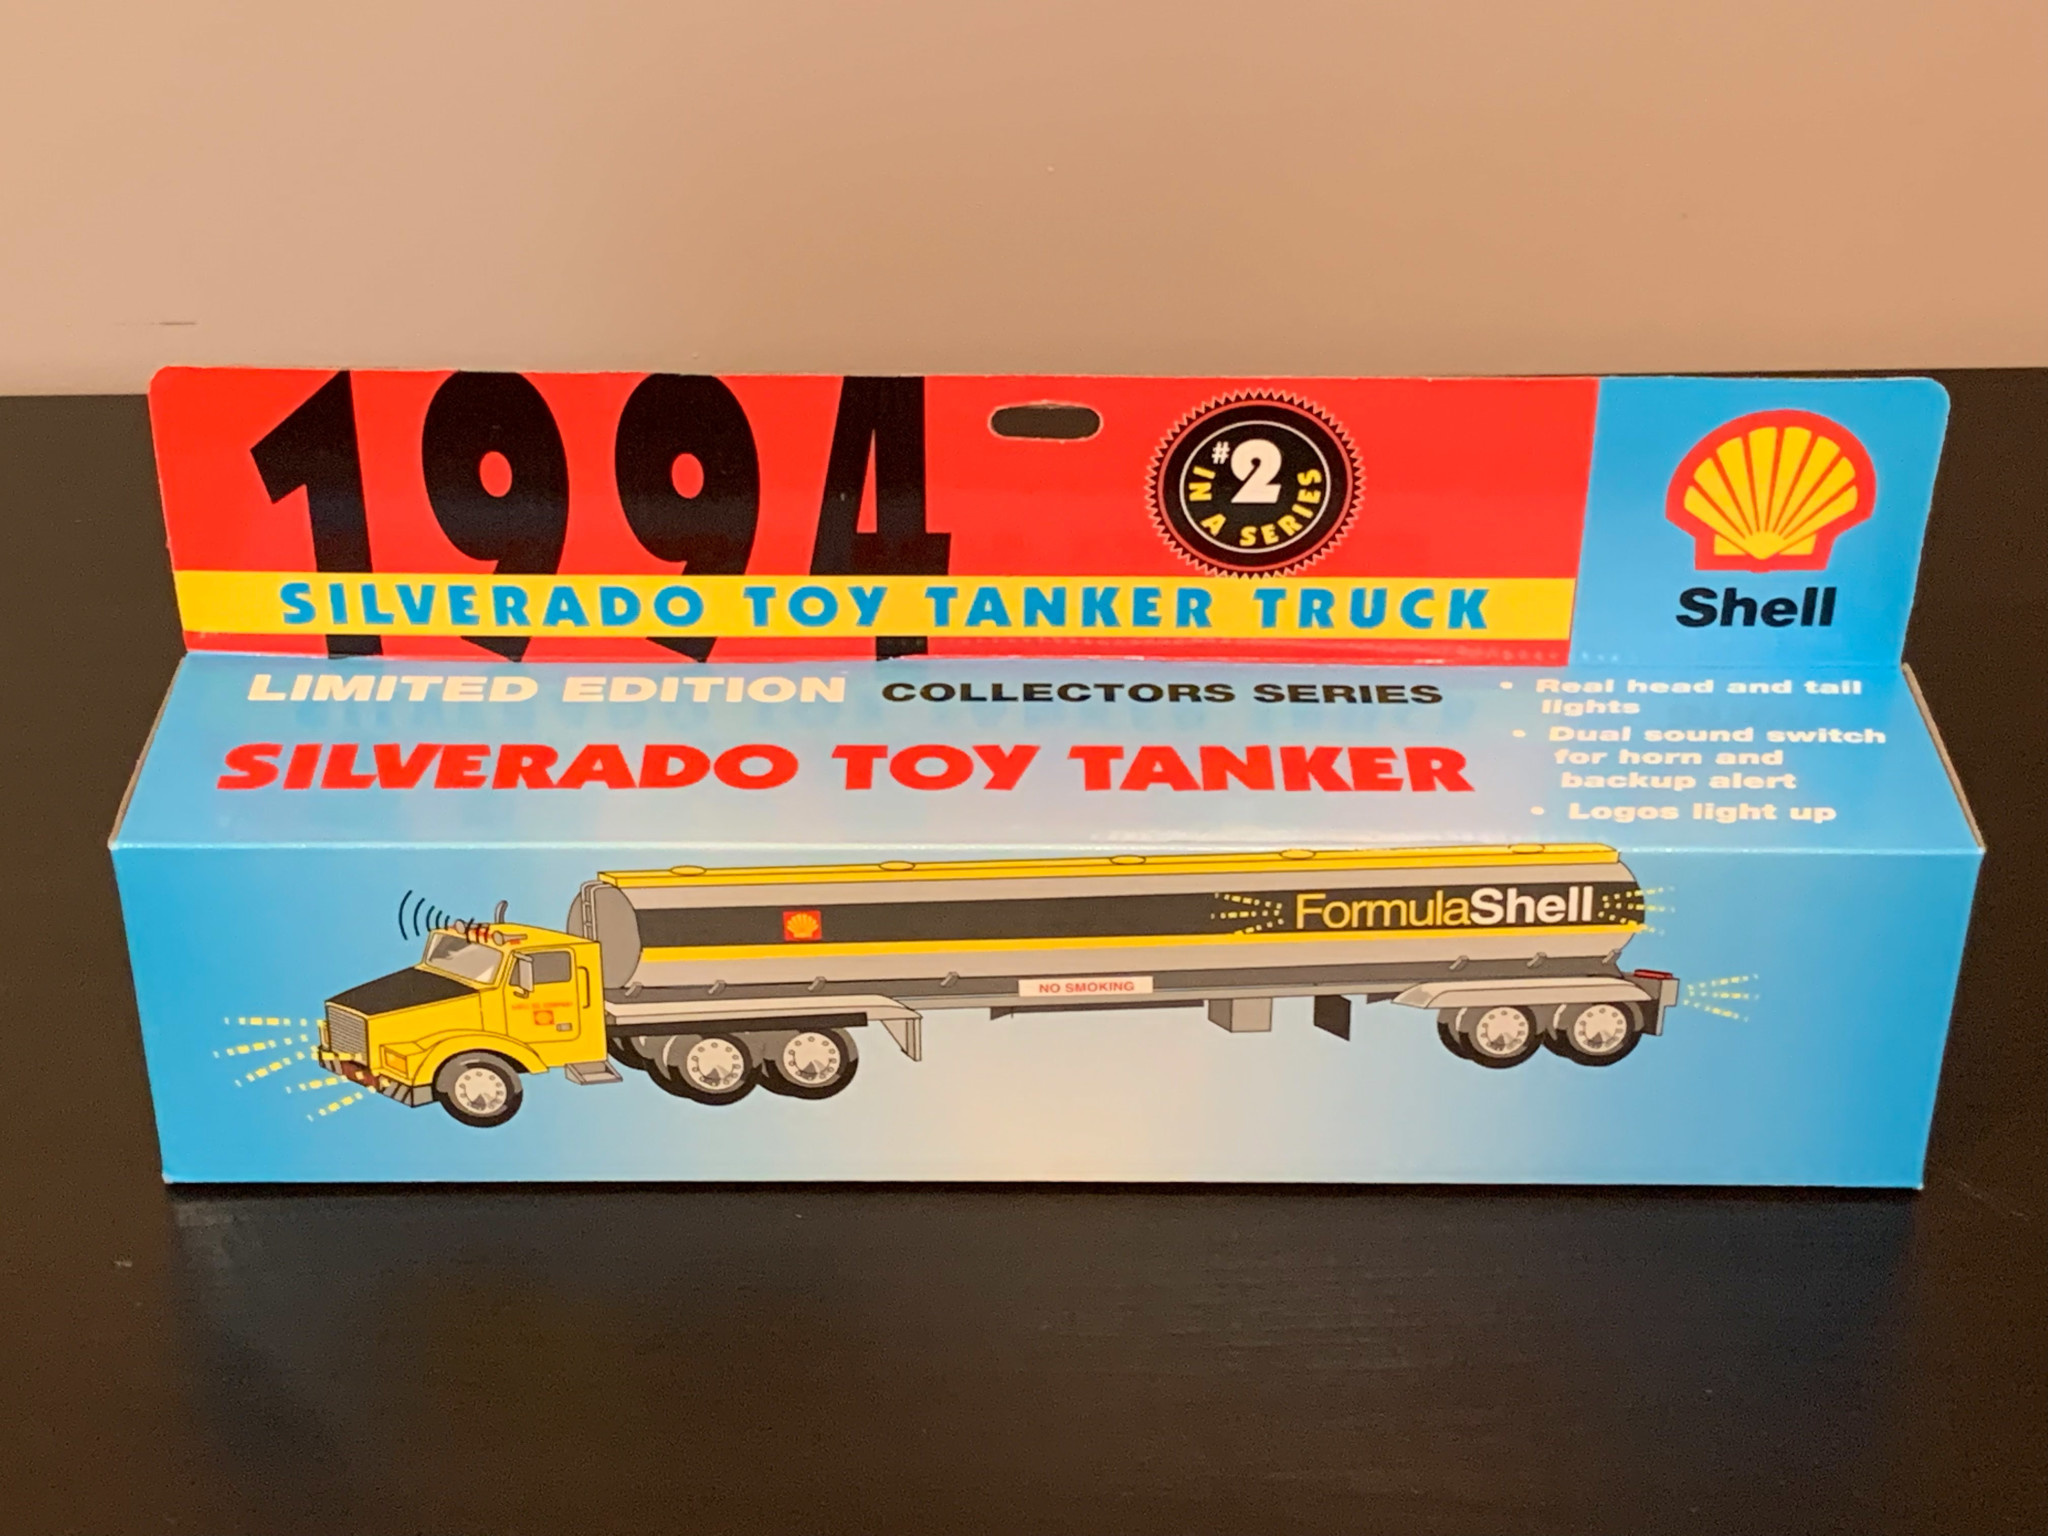 1994
#2
IN A SERIES
SILVERADO TOY TANKER TRUCK
Shell
LIMITED EDITION COLLECTORS SERIES
SILVERADO TOY TANKER
• Real head and tail
lights
• Dual sound switch
for horn and
backup alert
• Logos light up
FormulaShell
NO SMOKING